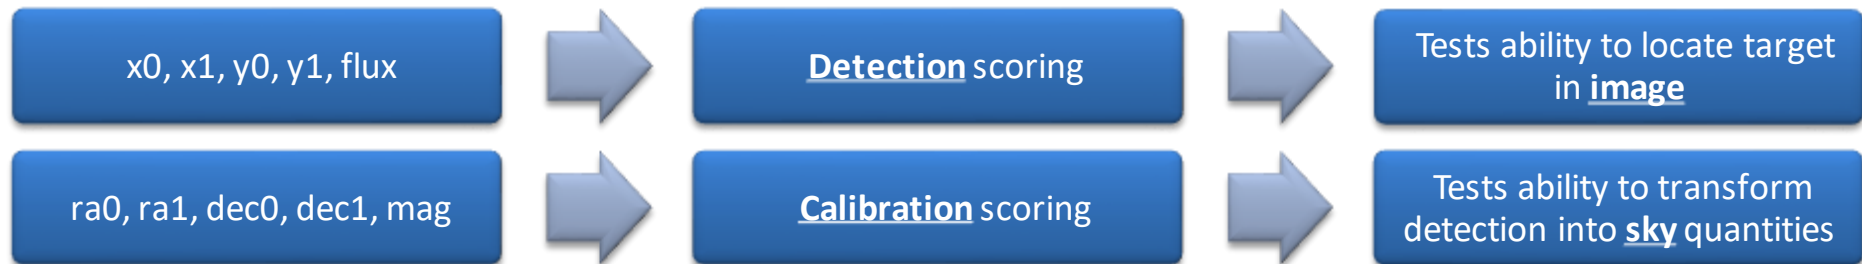 x0, x1, y0, y1, flux
Detection scoring
Tests ability to locate target
in image
ra0, ra1, dec0, dec1, mag
Calibration scoring
Tests ability to transform
detection into sky quantities